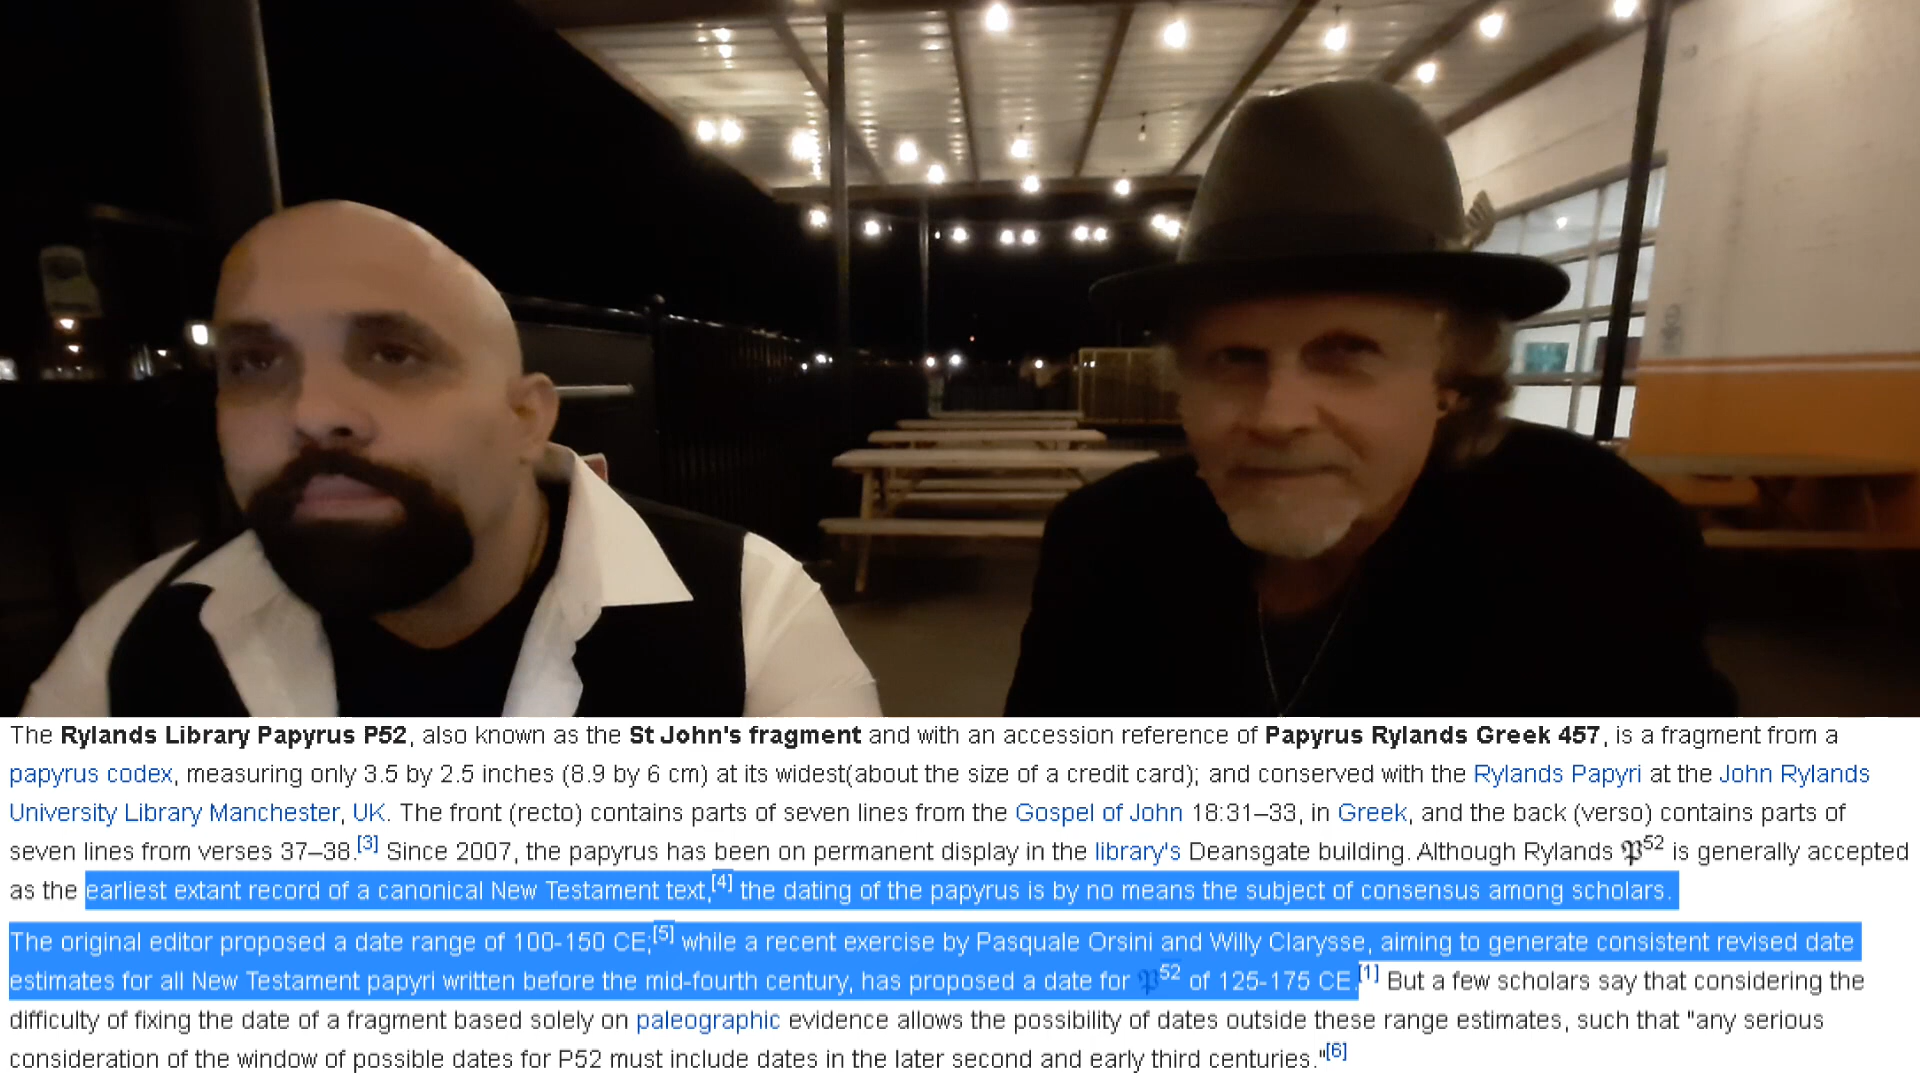 The Rylands Library Papyrus P52, also known as the St John's fragment and with an accession reference of Papyrus Rylands Greek 457, is a fragment from a
papyrus codex, measuring only 3.5 by 2.5 inches (8.9 by 6 cm) at its widest(about the size of a credit card); and conserved with the Rylands Papyri at the John Rylands
University Library Manchester, UK. The front (recto) contains parts of seven lines from the Gospel of John 18:31–33, in Greek, and the back (verso) contains parts of
seven lines from verses 37–38.[3] Since 2007, the papyrus has been on permanent display in the library's Deansgate building. Although Rylands 𝔓52 is generally accepted
as the earliest extant record of a canonical New Testament text,[4] the dating of the papyrus is by no means the subject of consensus among scholars.
The original editor proposed a date range of 100-150 CE;[5] while a recent exercise by Pasquale Orsini and Willy Clarysse, aiming to generate consistent revised date
estimates for all New Testament papyri written before the mid-fourth century, has proposed a date for 𝔓52 of 125-175 CE.[1] But a few scholars say that considering the
difficulty of fixing the date of a fragment based solely on paleographic evidence allows the possibility of dates outside these range estimates, such that "any serious
consideration of the window of possible dates for P52 must include dates in the later second and early third centuries."[6]